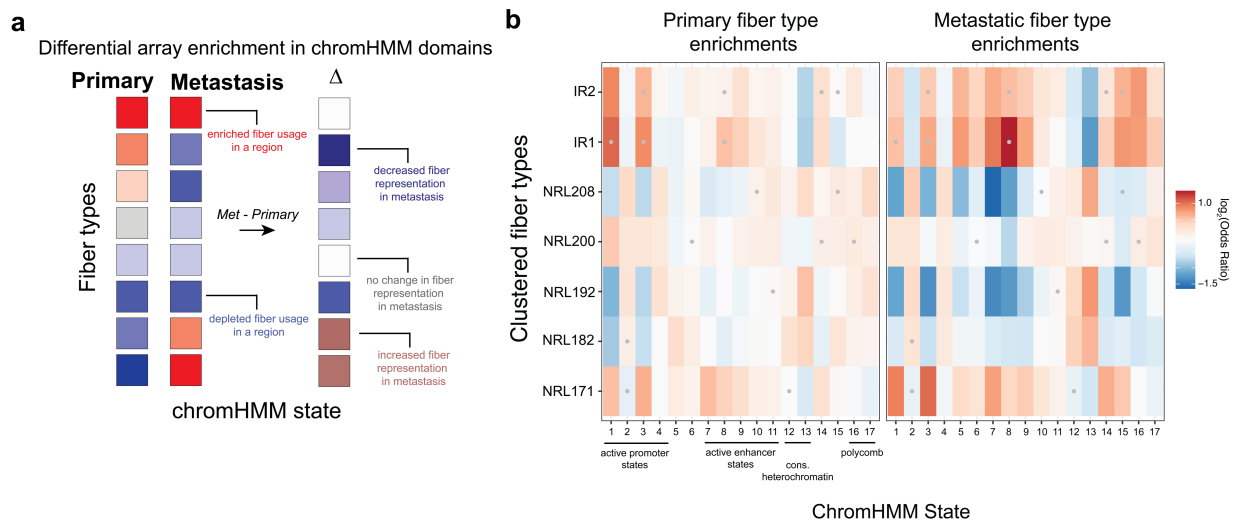 a
Differential array enrichment in chromHMM domains
Primary
Metastasis
Δ
Fiber types
enriched fiber usage
in a region
decreased fiber
representation
in metastasis
Met - Primary
no change in fiber
representation
in metastasis
depleted fiber usage
in a region
increased fiber
representation
in metastasis
chromHMM state
b
Primary fiber type
enrichments
Metastatic fiber type
enrichments
Clustered fiber types
IR2
IR1
NRL208
NRL200
NRL192
NRL182
NRL171
1 2 3 4 5 6 7 8 9 10 11 12 13 14 15 16 17
1 2 3 4 5 6 7 8 9 10 11 12 13 14 15 16 17
active promoter
states
active enhancer
states
cons.
heterochromatin
polycomb
ChromHMM State
1.0
−1.5
(Odds Ratio)